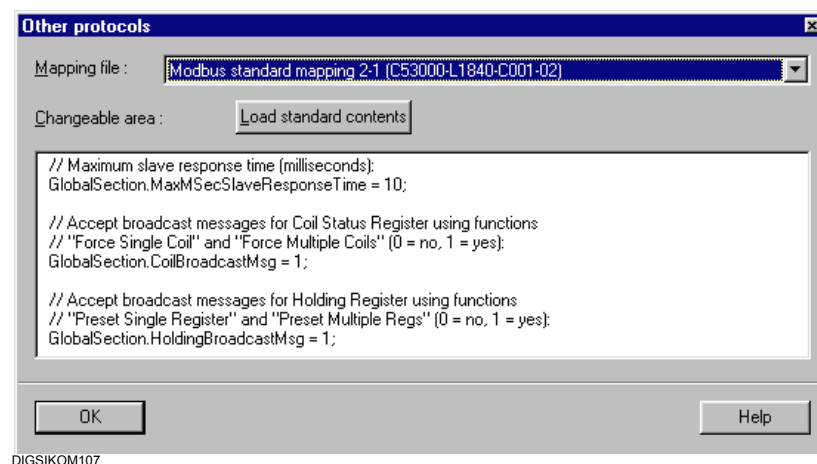 Other protocols
Mapping file :
Modbus standard mapping 2-1 (C53000-L1840-C001-02)
Changeable area :
Load standard contents
// Maximum slave response time (milliseconds):
GlobalSection.MaxMSecSlaveResponseTime = 10;
// Accept broadcast messages for Coil Status Register using functions
// "Force Single Coil" and "Force Multiple Coils" (0 = no, 1 = yes):
GlobalSection.CoilBroadcastMsg = 1;
// Accept broadcast messages for Holding Register using functions
// "Preset Single Register" and "Preset Multiple Regs" (0 = no, 1 = yes):
GlobalSection.HoldingBroadcastMsg = 1;
OK
Help
DIGSIKOM107